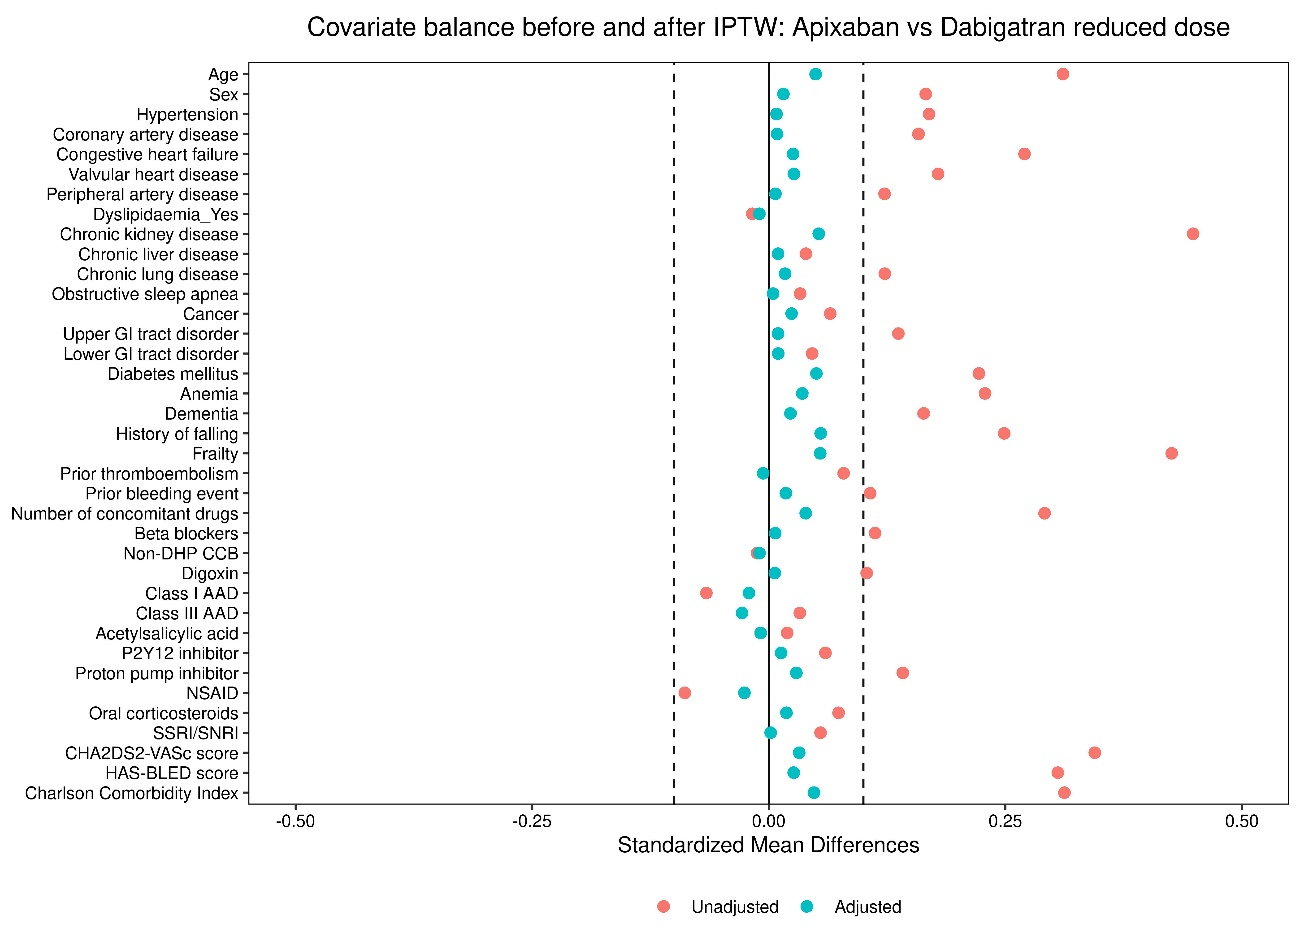 Covariate balance before and after IPTW: Apixaban vs Dabigatran reduced dose
Age
Sex
Hypertension
Coronary artery disease
Congestive heart failure
Valvular heart disease
Peripheral artery disease
Dyslipidaemia_Yes
Chronic kidney disease
Chronic liver disease
Chronic lung disease
Obstructive sleep apnea
Cancer
Upper GI tract disorder
Lower GI tract disorder
Diabetes mellitus
Anemia
Dementia
History of falling
Frailty
Prior thromboembolism
Prior bleeding event
Number of concomitant drugs
Beta blockers
Non-DHP CCB
Digoxin
Class I AAD
Class III AAD
Acetylsalicylic acid
P2Y12 inhibitor
Proton pump inhibitor
NSAID
Oral corticosteroids
SSRI/SNRI
CHA2DS2-VASc score
HAS-BLED score
Charlson Comorbidity Index
-0.50 -0.25 0.00 0.25 0.50
Standardized Mean Differences
Unadjusted Adjusted